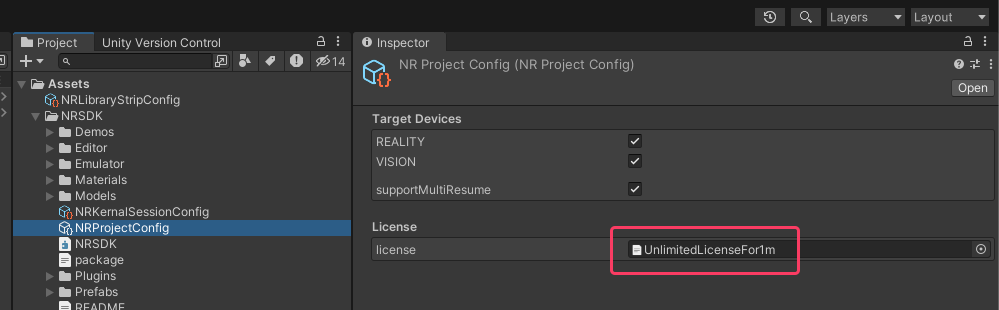 Layers
Layout
Project
Unity Version Control
14
Assets
NRLibraryStripConfig
NRSDK
Demos
Editor
Emulator
Materials
Models
NRKernalSessionConfig
NRProjectConfig
NRSDK
package
Plugins
Prefabs
README
Inspector
NR Project Config (NR Project Config)
Open
Target Devices
REALITY
VISION
supportMultiResume
License
license
UnlimitedLicenseFor1m